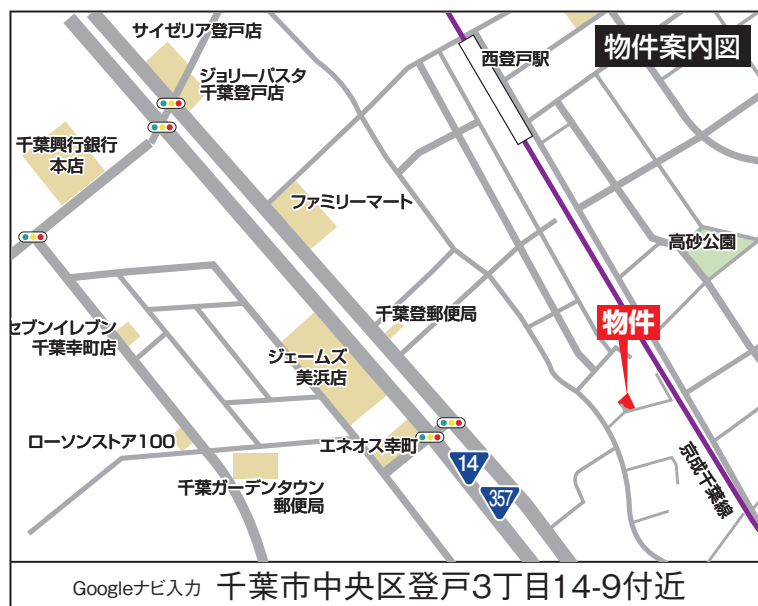 サイゼリア登戸店
西登戸駅
物件案内図
ジョリーパスタ
千葉登戸店
千葉興行銀行
本店
ファミリーマート
高砂公園
千葉登郵便局
物件
セブンイレブン
千葉幸町店
ジェームズ
美浜店
ローソンストア100
エネオス幸町
14
357
京成千葉線
千葉ガーデンタウン
郵便局
Googleナビ入力 千葉市中央区登戸3丁目14-9付近